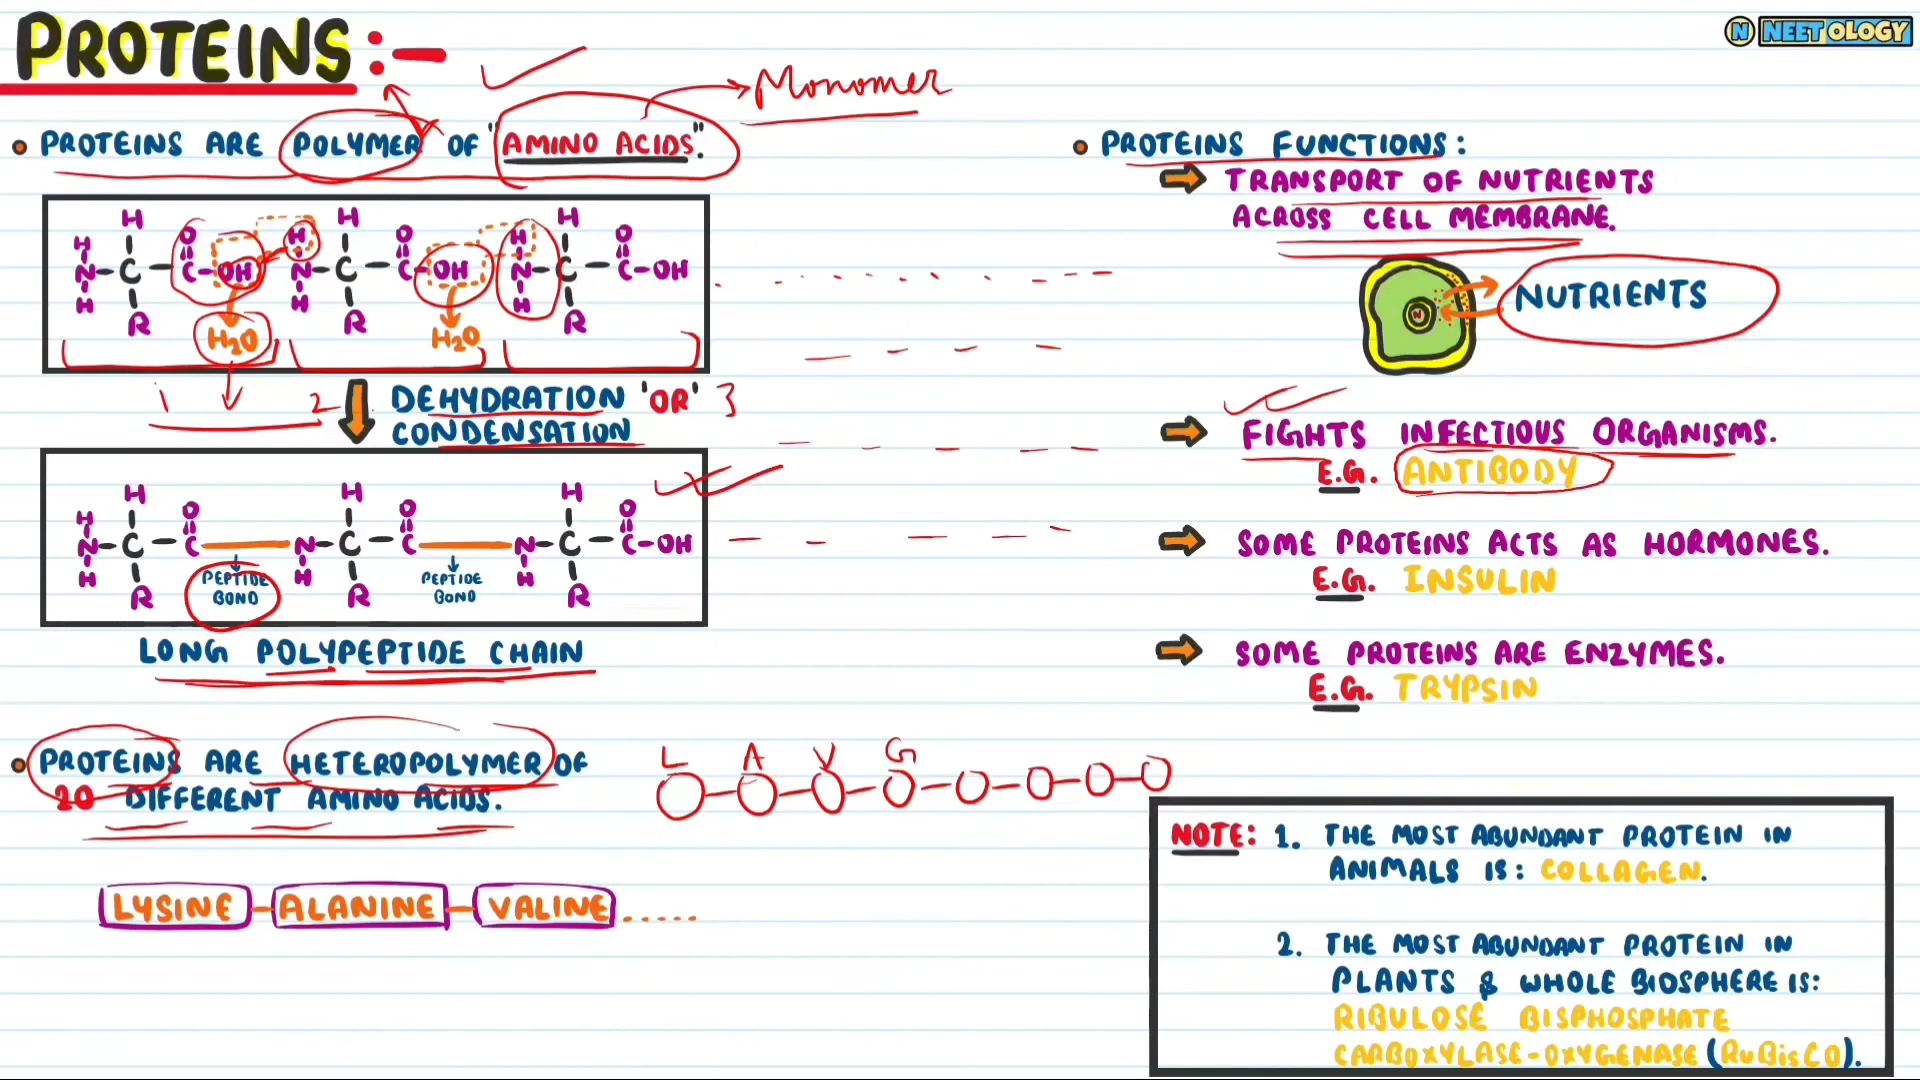 PROTEINS :-
NEETOLOGY
Monomer
• PROTEINS ARE POLYMER OF "AMINO ACIDS".
H H H
H O H O H O
N-C-C-OH N-C-C-OH N-C-C-OH
H H H
R R R
H₂O H₂O
1 2 3
DEHYDRATION 'OR'
CONDENSATION
H H H
H O O O
N-C-C-N-C-C-N-C-C-OH
H H H
PEPTIDE BOND PEPTIDE BOND
R R R
LONG POLYPEPTIDE CHAIN
• PROTEINS ARE HETEROPOLYMER OF
20 DIFFERENT AMINO ACIDS.
L A V G
LYSINE - ALANINE - VALINE .....
• PROTEINS FUNCTIONS:
TRANSPORT OF NUTRIENTS
ACROSS CELL MEMBRANE.
N
NUTRIENTS
FIGHTS INFECTIOUS ORGANISMS.
E.G. ANTIBODY
SOME PROTEINS ACTS AS HORMONES.
E.G. INSULIN
SOME PROTEINS ARE ENZYMES.
E.G. TRYPSIN
NOTE: 1. THE MOST ABUNDANT PROTEIN IN
ANIMALS IS: COLLAGEN.
2. THE MOST ABUNDANT PROTEIN IN
PLANTS & WHOLE BIOSPHERE IS:
RIBULOSE BISPHOSPHATE
CARBOXYLASE-OXYGENASE (RuBisCO).